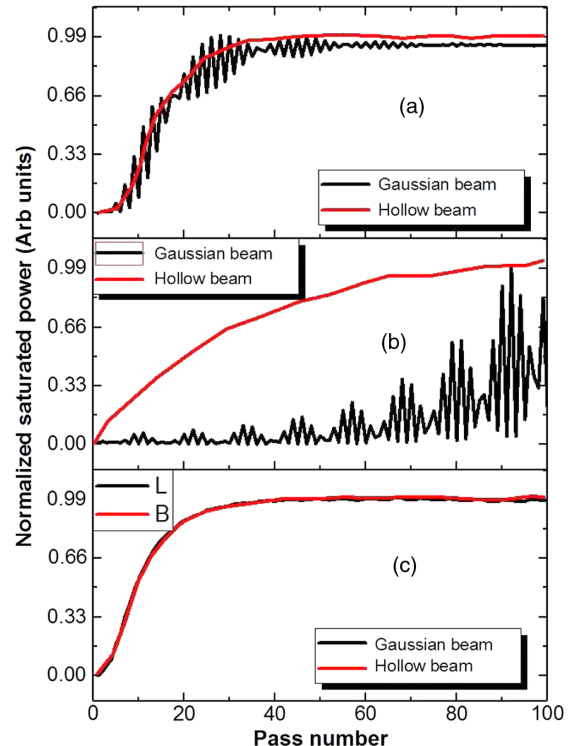 Normalized saturated power (Arb units)
0.99
0.66
0.33
0.00
(a)
Gaussian beam
Hollow beam
Gaussian beam
Hollow beam
0.99
0.66
0.33
0.00
(b)
L
B
0.99
0.66
0.33
0.00
(c)
Gaussian beam
Hollow beam
0 20 40 60 80 100
Pass number